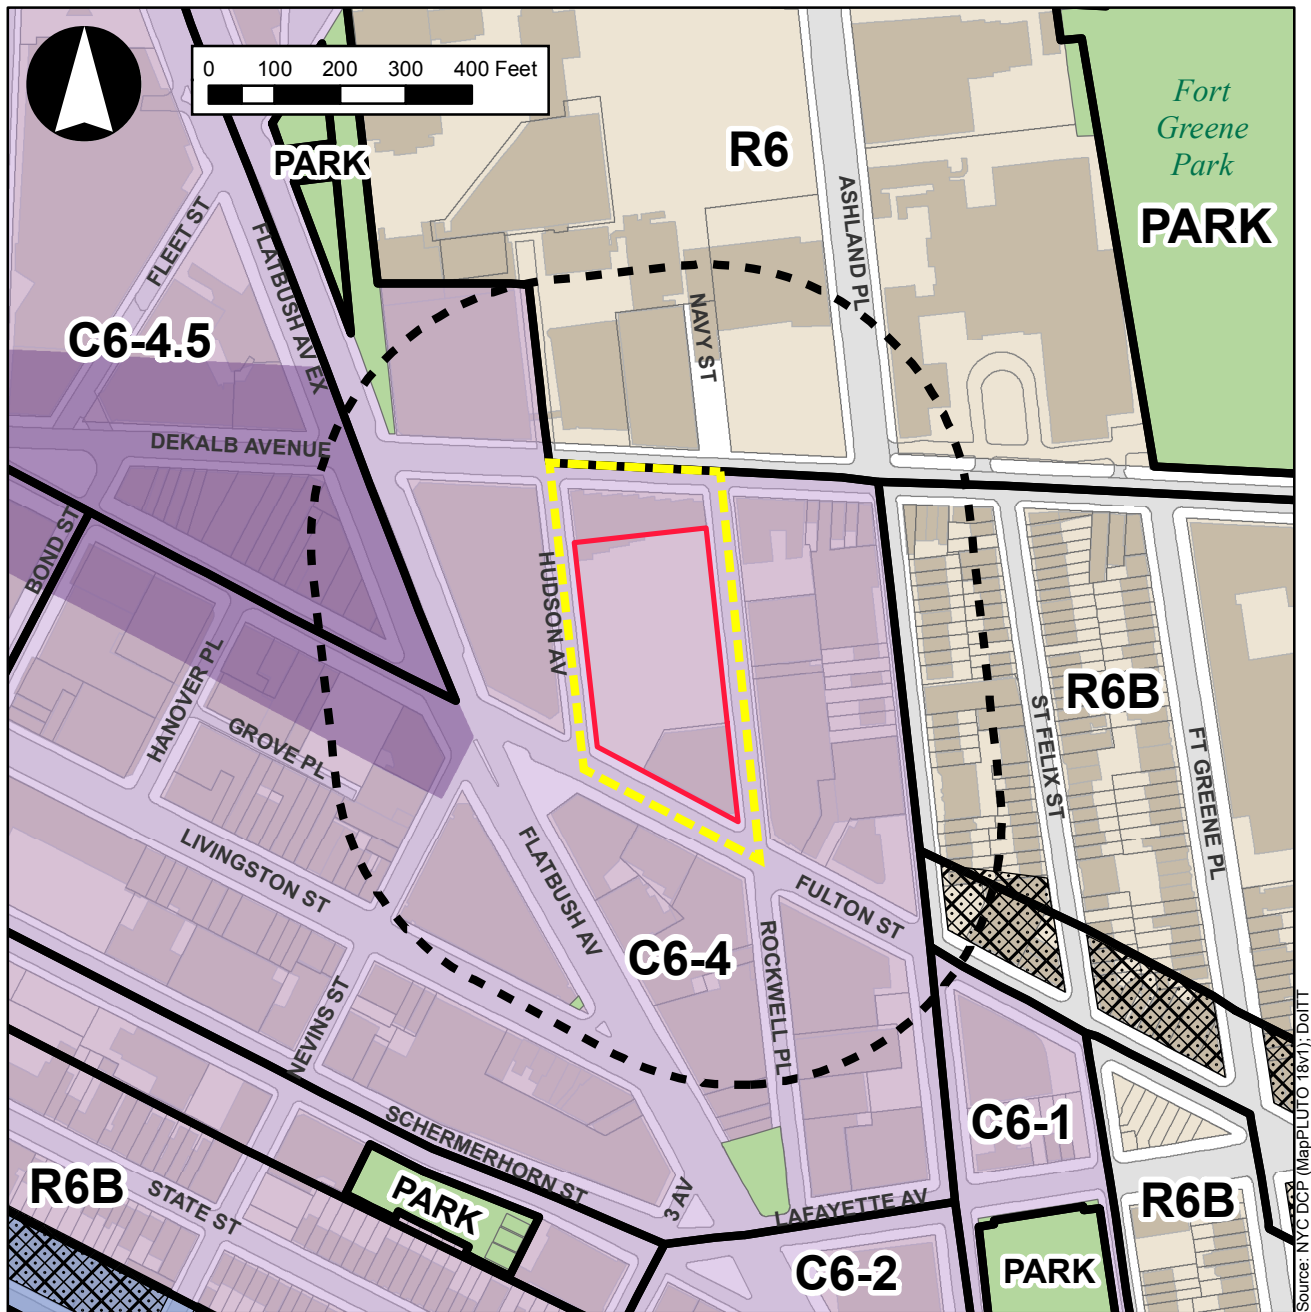 0 100 200 300 400 Feet
Fort
Greene
Park
PARK
PARK
R6
ASHLAND PL
FLEET ST
FLATBUSH AV EX
NAVY ST
C6-4.5
DEKALB AVENUE
BOND ST
HUDSON AV
HANOVER PL
GROVE PL
R6B
ST FELIX ST
FT GREENE PL
LIVINGSTON ST
FLATBUSH AV
FULTON ST
C6-4
ROCKWELL PL
NEVINS ST
SCHERMERHORN ST
C6-1
R6B
STATE ST
PARK
3 AV
LAFAYETTE AV
R6B
C6-2
PARK
Source: NYC DCP (MapPLUTO 18v1); DoITT